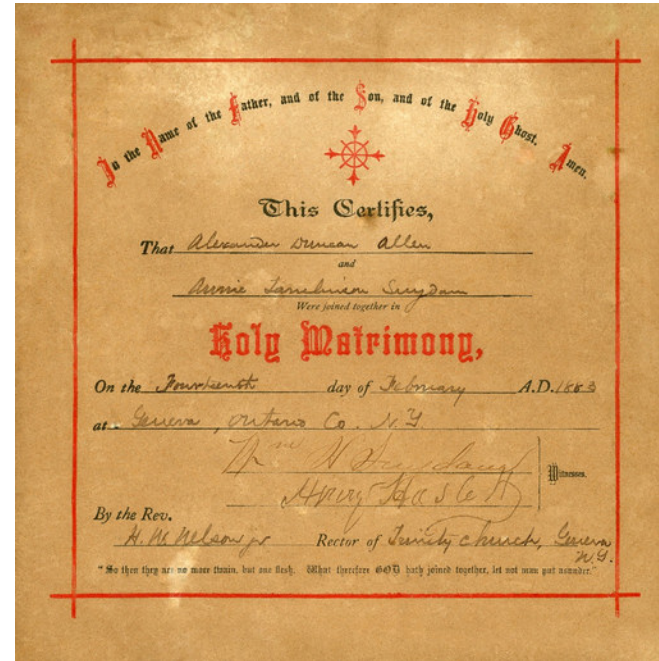 In the Name of the Father, and of the Son, and of the Holy Ghost. Amen.
This Certifies,
That Alexander Duncan Allen
and
Annie Tomlinson Suydam
Were joined together in
Holy Matrimony,
On the Fourteenth day of February A.D. 1883
at Geneva, Ontario Co. N.Y.
Suydam
Henry Haslett
Witnesses.
By the Rev.
H. W. Nelson jr Rector of Trinity Church, Geneva
N.Y.
"So then they are no more twain, but one flesh. What therefore GOD hath joined together, let not man put asunder."